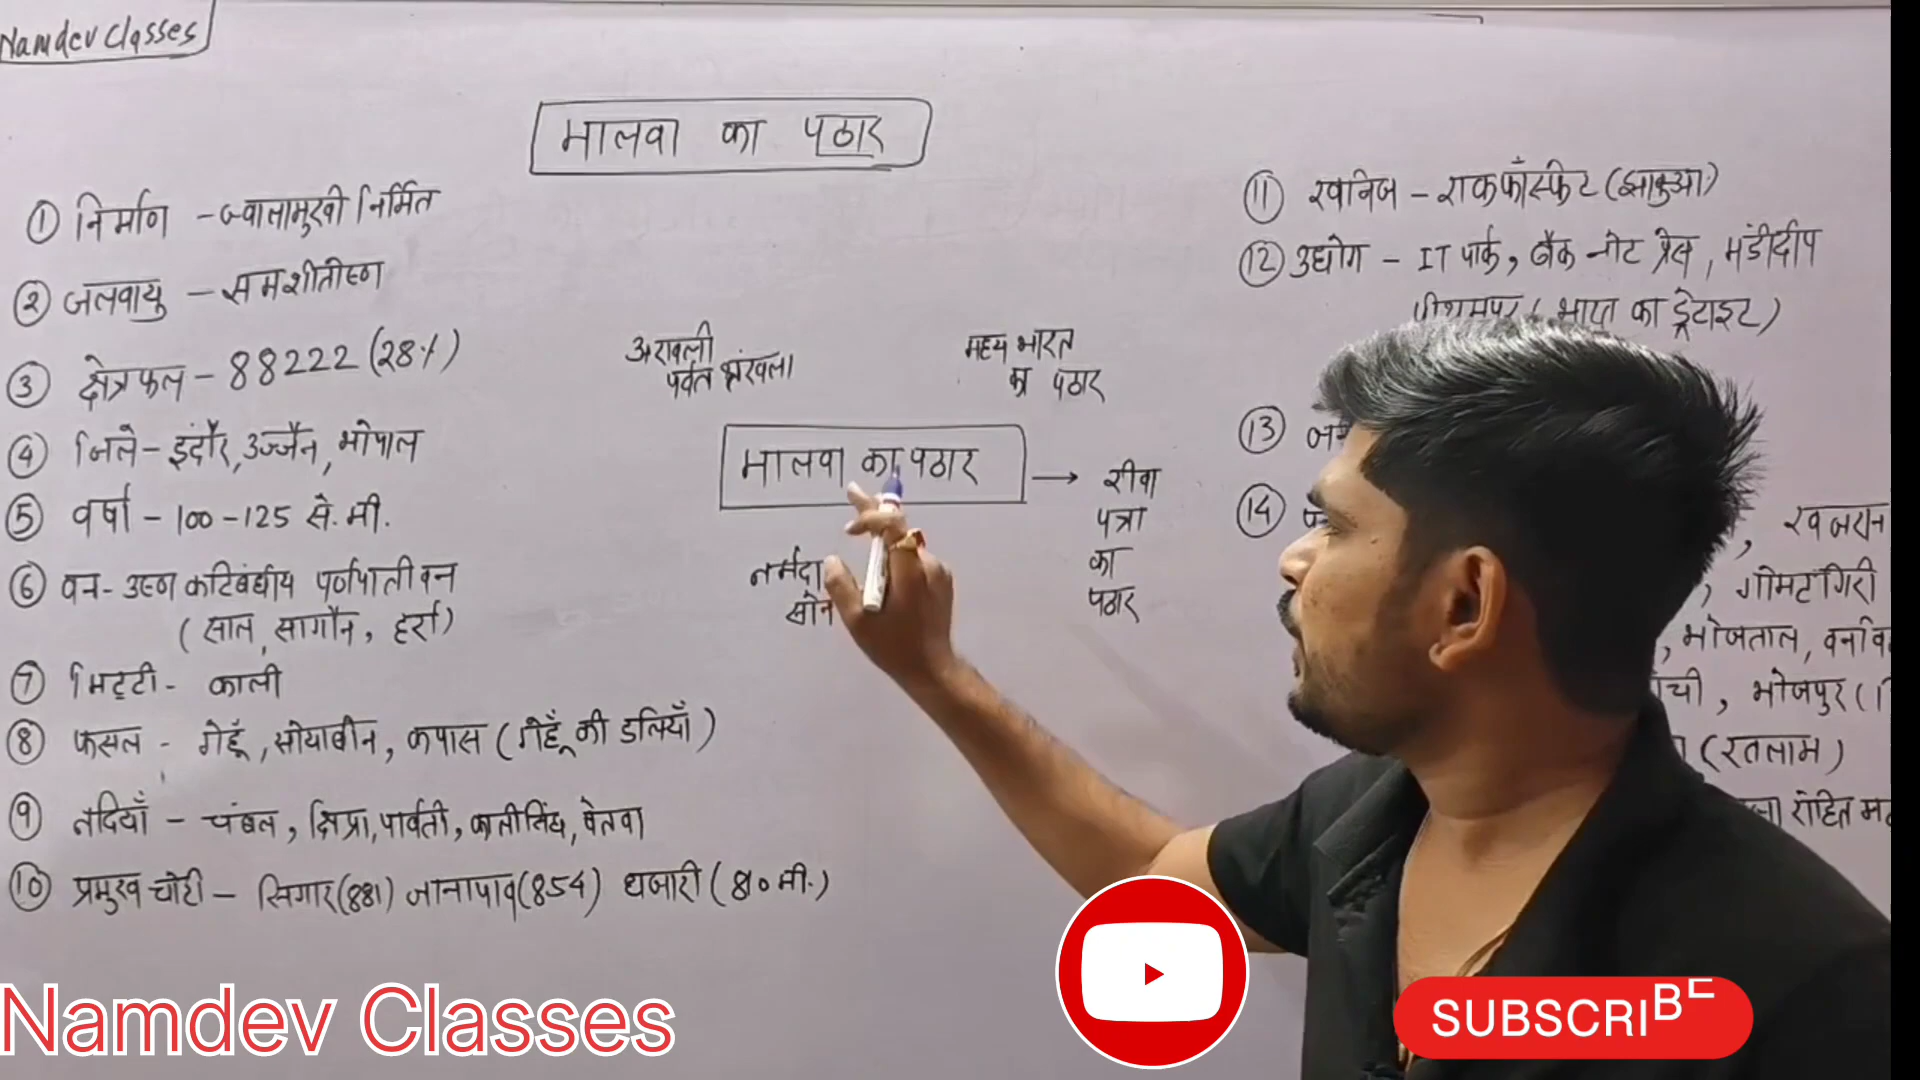 Namdev Classes
मालवा का पठार
① निर्माण - ज्वालामुखी निर्मित
② जलवायु - समशीतोष्ण
③ क्षेत्रफल - 88222 (28%)
④ जिले - इंदौर, उज्जैन, भोपाल
⑤ वर्षा - 100 - 125 से.मी.
⑥ वन - उष्ण कटिबंधीय पर्णपाती वन
(साल, सागौन, हर्रा)
⑦ मिट्टी - काली
⑧ फसल - गेहूँ, सोयाबीन, कपास (गेहूँ की डलियाँ)
⑨ नदियाँ - चंबल, क्षिप्रा, पार्वती, कालीसिंध, बेतवा
⑩ प्रमुख चोटी - सिगार (881) जानापाव (854) धजारी (810 मी.)
अरावली
पर्वत श्रंखला
मध्य भारत
का पठार
मालवा का पठार → रीवा
पन्ना
का
पठार
नर्मदा
सोन
⑪ खनिज - राकफॉस्फेट (झाबुआ)
⑫ उद्योग - IT पार्क, बैंक नोट प्रेस, मंडीदीप
(भारत का ड्रेटाइट)
⑬
⑭
गोमटगिरी
भोजताल,
भोजपुर
(रतलाम)
रोहित
Namdev Classes
SUBSCRIBE